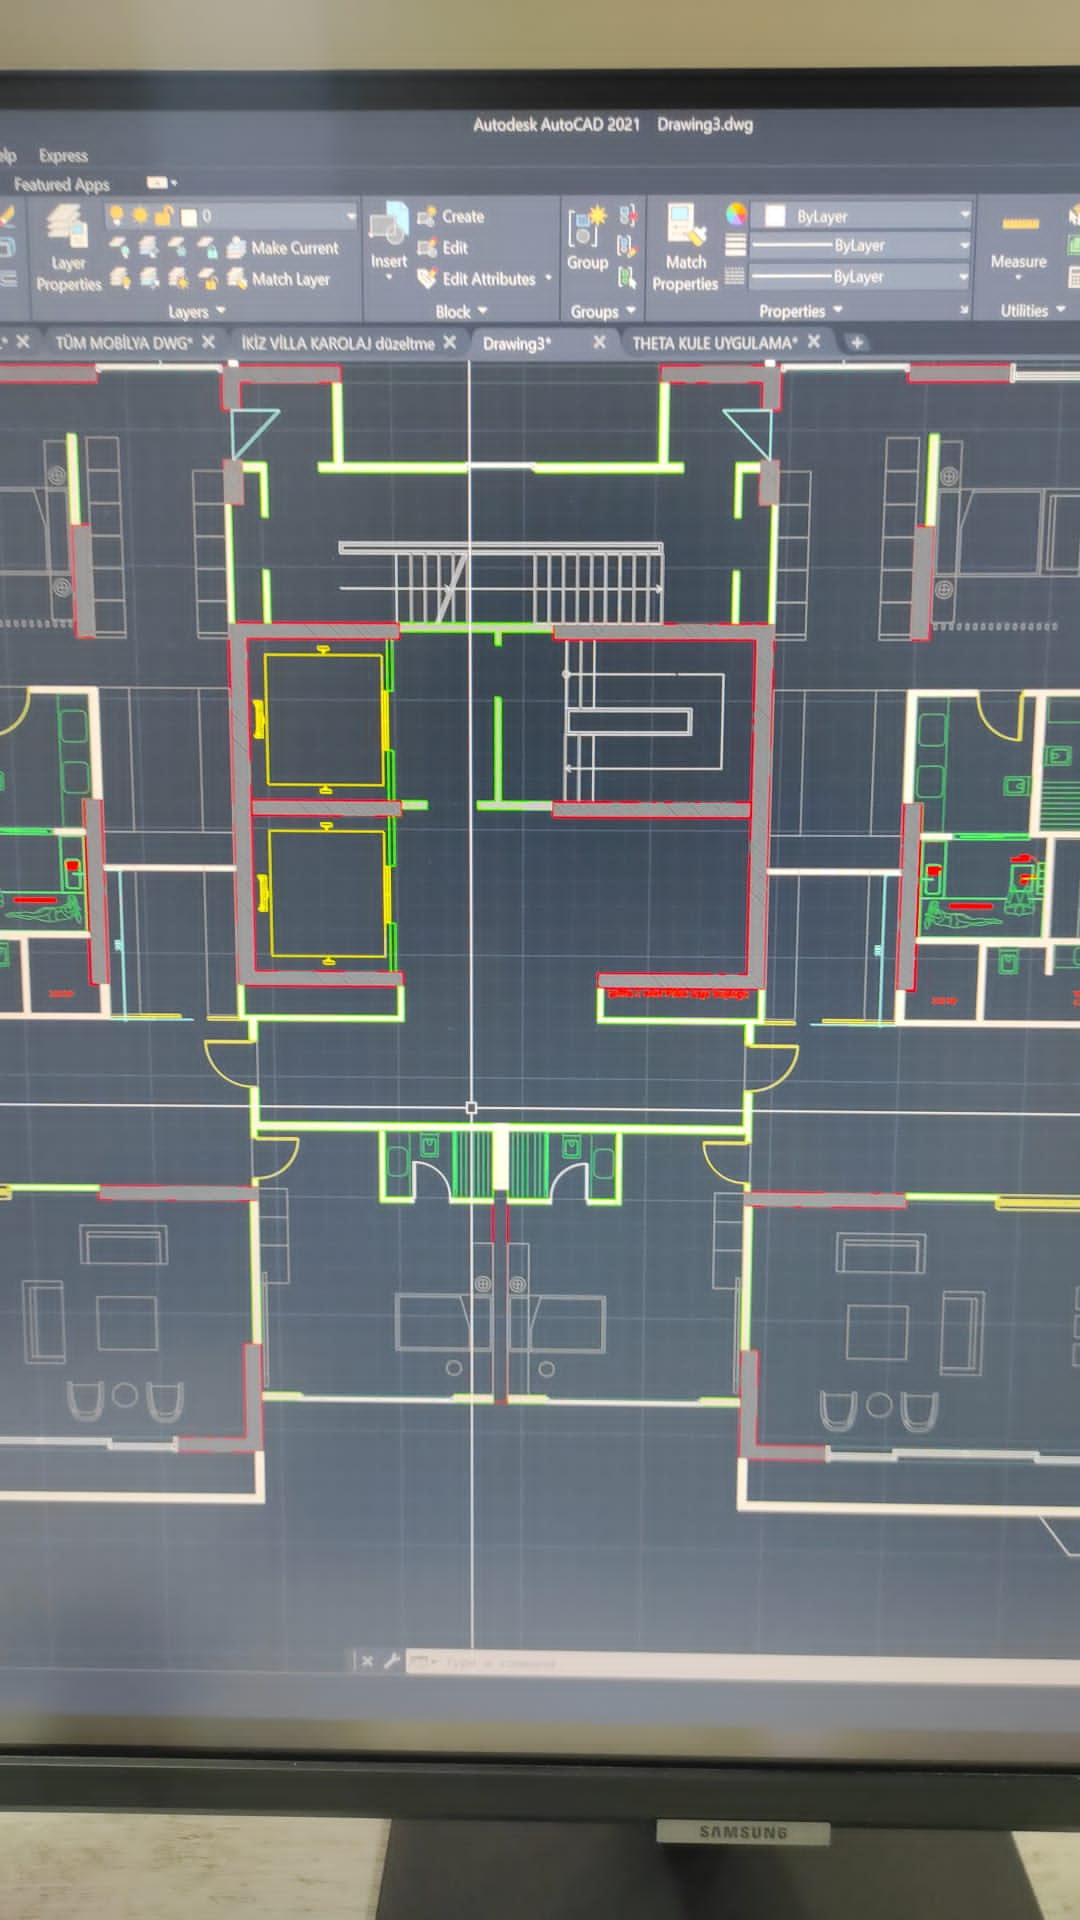 Autodesk AutoCAD 2021 Drawing3.dwg
elp Express
Featured Apps
0
Layer Properties
Make Current
Match Layer
Layers
Insert
Create
Edit
Edit Attributes
Block
Group
Groups
Match Properties
ByLayer
ByLayer
ByLayer
Properties
Measure
Utilities
TÜM MOBİLYA DWG*
İKİZ VİLLA KAROLAJ düzeltme
Drawing3*
THETA KULE UYGULAMA*
Type a command
SAMSUNG